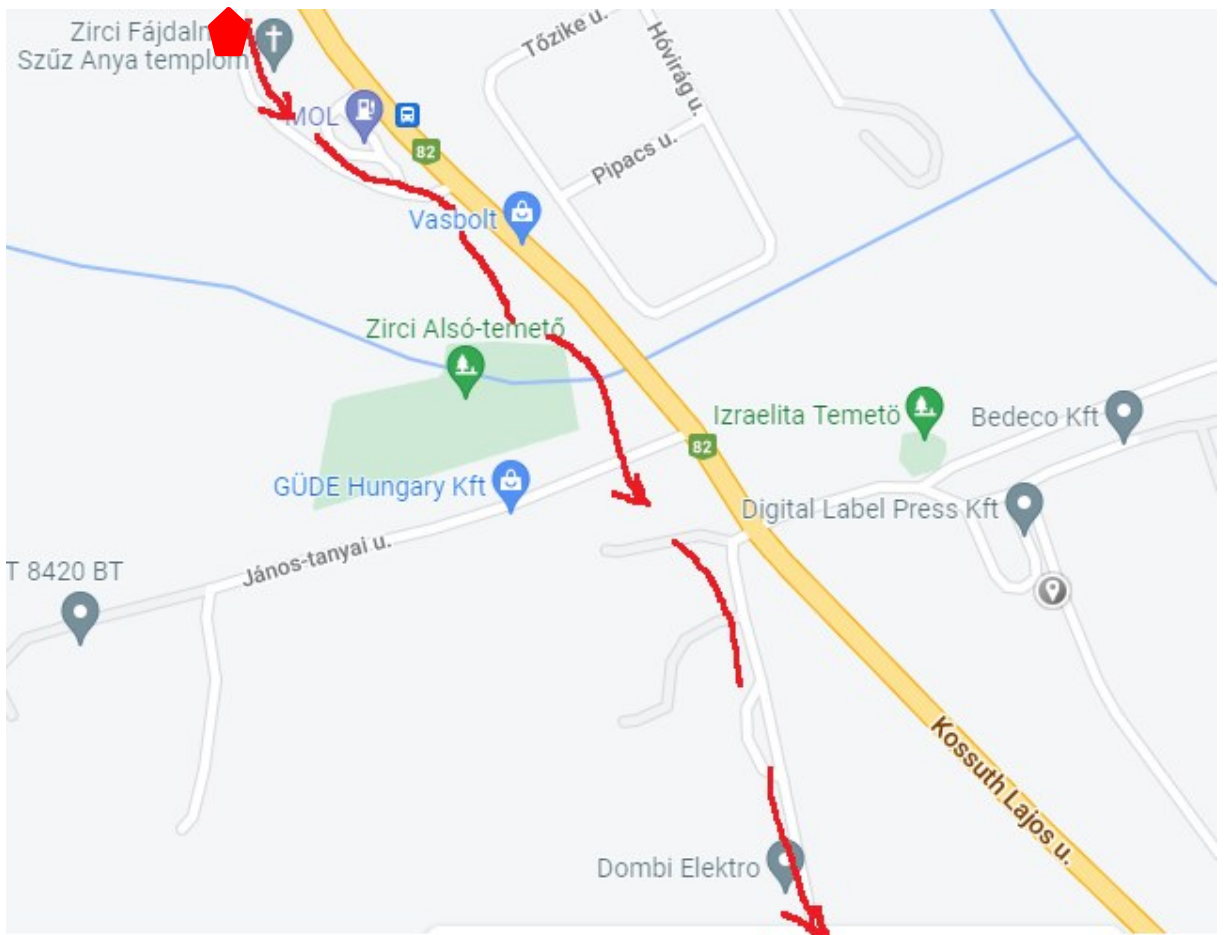 Zirci Fájdalm
Szűz Anya templom
MOL
82
Tőzike u.
Hóvirág u.
Pipacs u.
Vasbolt
Zirci Alsó-temető
Izraelita Temető
Bedeco Kft
82
GÜDE Hungary Kft
Digital Label Press Kft
János-tanyai u.
T 8420 BT
Kossuth Lajos u.
Dombi Elektro